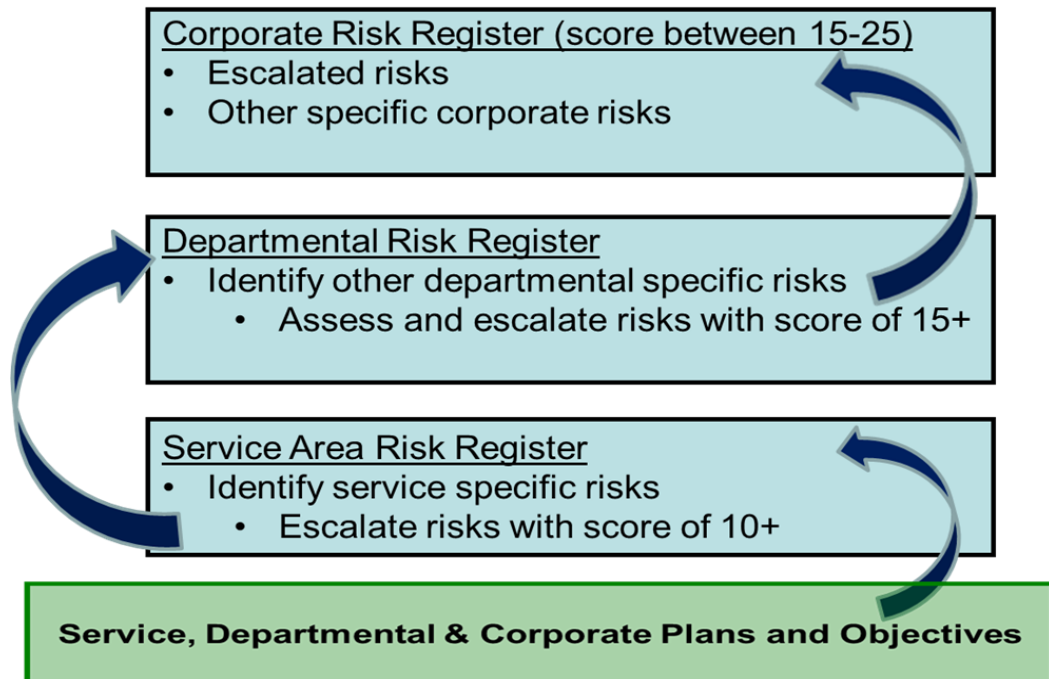 Corporate Risk Register (score between 15-25)
• Escalated risks
• Other specific corporate risks
Departmental Risk Register
• Identify other departmental specific risks
• Assess and escalate risks with score of 15+
Service Area Risk Register
• Identify service specific risks
• Escalate risks with score of 10+
Service, Departmental & Corporate Plans and Objectives